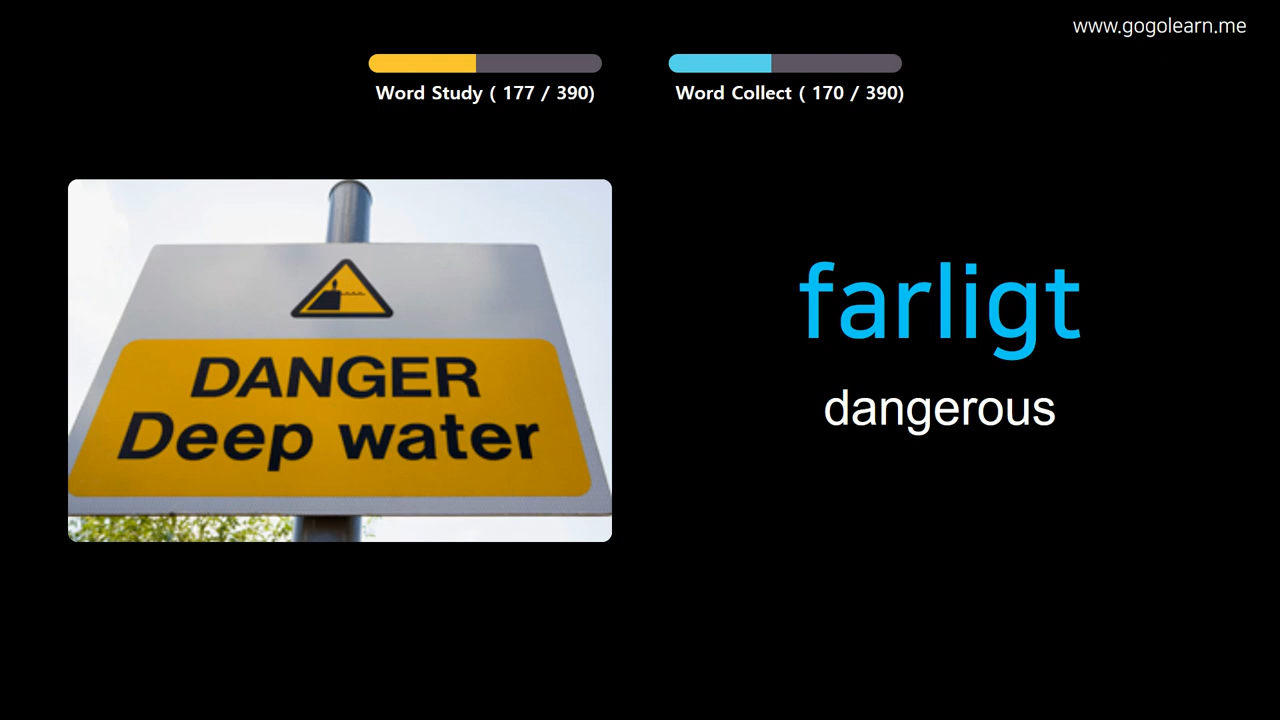 www.gogolearn.me
Word Study ( 177 / 390)
Word Collect ( 170 / 390)
DANGER
Deep water
farligt
dangerous